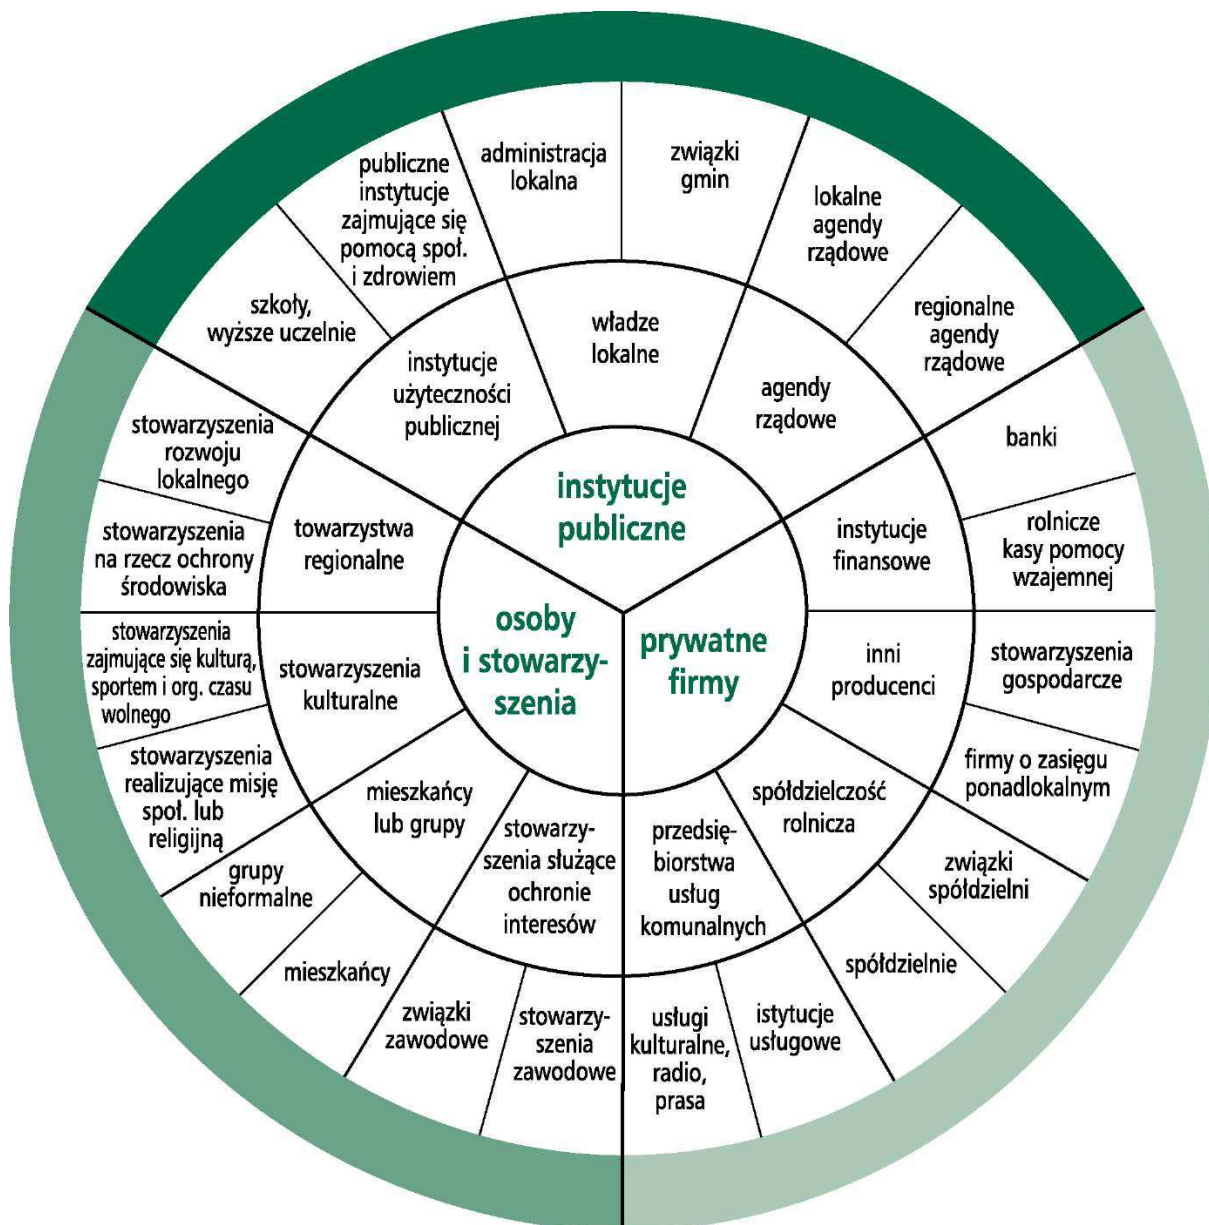 administracja
lokalna
związki
gmin
publiczne
instytucje
zajmujące się
pomocą społ.
i zdrowiem
lokalne
agendy
rządowe
szkoły,
wyższe uczelnie
regionalne
agendy
rządowe
instytucje
użyteczności
publicznej
władze
lokalne
agendy
rządowe
instytucje
publiczne
osoby
i stowarzy-
szenia
prywatne
firmy
stowarzyszenia
rozwoju
lokalnego
stowarzyszenia
na rzecz ochrony
środowiska
towarzystwa
regionalne
stowarzyszenia
zajmujące się kulturą,
sportem i org. czasu
wolnego
stowarzyszenia
realizujące misję
społ. lub
religijną
stowarzyszenia
kulturalne
grupy
nieformalne
mieszkańcy
mieszkańcy
lub grupy
związki
zawodowe
stowarzy-
szenia
zawodowe
stowarzy-
szenia służące
ochronie
interesów
banki
rolnicze
kasy pomocy
wzajemnej
instytucje
finansowe
stowarzyszenia
gospodarcze
firmy o zasięgu
ponadlokalnym
inni
producenci
związki
spółdzielni
spółdzielnie
spółdzielczość
rolnicza
przedsię-
biorstwa
usług
komunalnych
istytucje
usługowe
usługi
kulturalne,
radio,
prasa